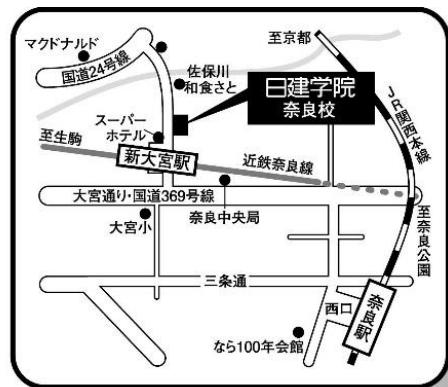 マクドナルド
国道24号線
佐保川
和食さと
至京都
日建学院
奈良校
JR関西本線
スーパー
ホテル
至生駒
新大宮駅
近鉄奈良線
大宮通り・国道369号線
大宮小
奈良中央局
至奈良公園
三条通
西口
奈良駅
なら100年会館